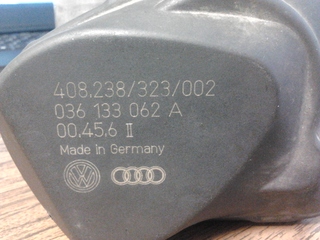 408.238/323/002
036 133 062 A
00.45.6 II
Made in Germany